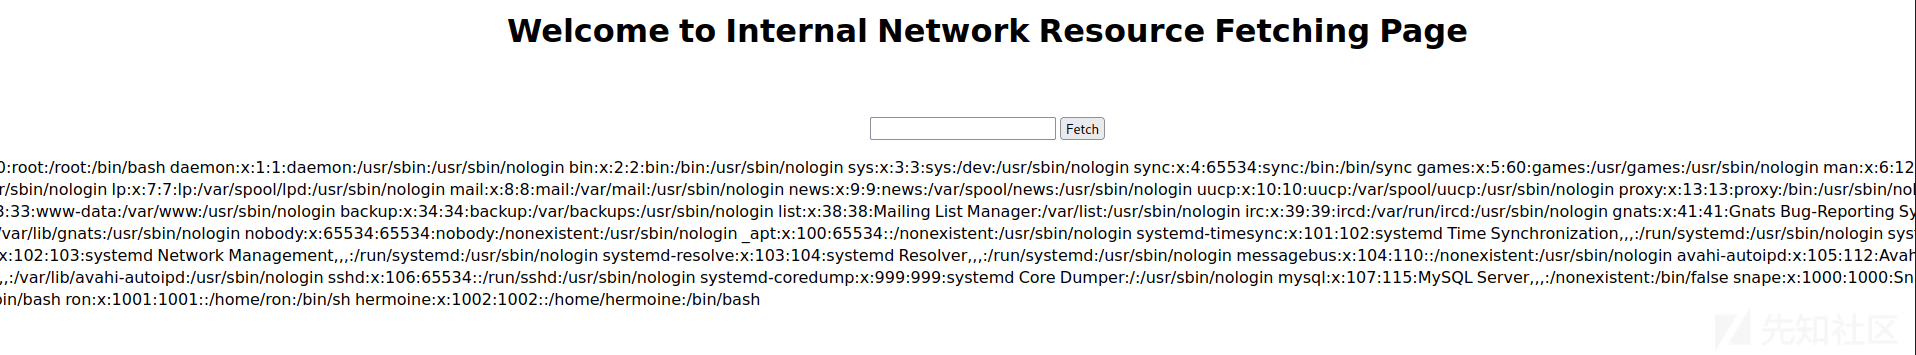 Welcome to Internal Network Resource Fetching Page
Fetch
0:root:/root:/bin/bash daemon:x:1:1:daemon:/usr/sbin:/usr/sbin/nologin bin:x:2:2:bin:/bin:/usr/sbin/nologin sys:x:3:3:sys:/dev:/usr/sbin/nologin sync:x:4:65534:sync:/bin:/bin/sync games:x:5:60:games:/usr/games:/usr/sbin/nologin man:x:6:12
r/sbin/nologin lp:x:7:7:lp:/var/spool/lpd:/usr/sbin/nologin mail:x:8:8:mail:/var/mail:/usr/sbin/nologin news:x:9:9:news:/var/spool/news:/usr/sbin/nologin uucp:x:10:10:uucp:/var/spool/uucp:/usr/sbin/nologin proxy:x:13:13:proxy:/bin:/usr/sbin/nol
3:33:www-data:/var/www:/usr/sbin/nologin backup:x:34:34:backup:/var/backups:/usr/sbin/nologin list:x:38:38:Mailing List Manager:/var/list:/usr/sbin/nologin irc:x:39:39:ircd:/var/run/ircd:/usr/sbin/nologin gnats:x:41:41:Gnats Bug-Reporting Sy
/var/lib/gnats:/usr/sbin/nologin nobody:x:65534:65534:nobody:/nonexistent:/usr/sbin/nologin _apt:x:100:65534::/nonexistent:/usr/sbin/nologin systemd-timesync:x:101:102:systemd Time Synchronization,,,:/run/systemd:/usr/sbin/nologin syst
x:102:103:systemd Network Management,,,:/run/systemd:/usr/sbin/nologin systemd-resolve:x:103:104:systemd Resolver,,,:/run/systemd:/usr/sbin/nologin messagebus:x:104:110::/nonexistent:/usr/sbin/nologin avahi-autoipd:x:105:112:Avah
,,:/var/lib/avahi-autoipd:/usr/sbin/nologin sshd:x:106:65534::/run/sshd:/usr/sbin/nologin systemd-coredump:x:999:999:systemd Core Dumper:/:/usr/sbin/nologin mysql:x:107:115:MySQL Server,,,:/nonexistent:/bin/false snape:x:1000:1000:Sn
bin/bash ron:x:1001:1001::/home/ron:/bin/sh hermoine:x:1002:1002::/home/hermoine:/bin/bash
先知社区